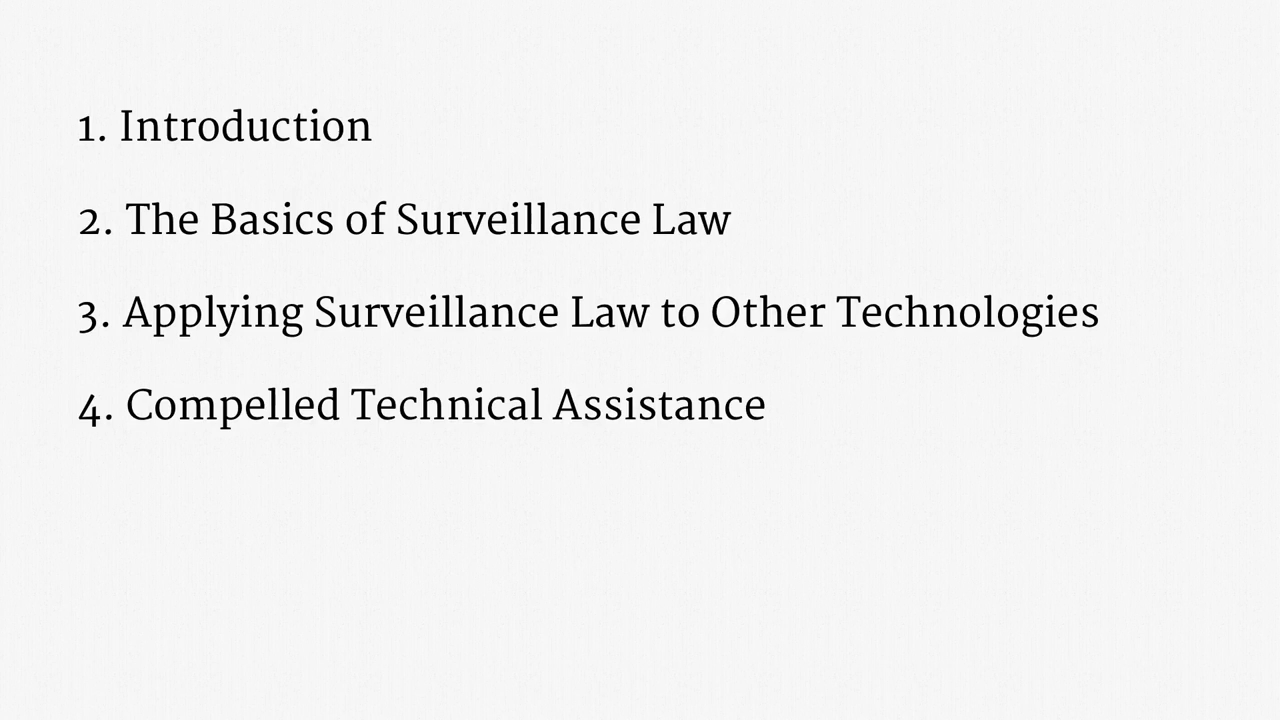 1. Introduction
2. The Basics of Surveillance Law
3. Applying Surveillance Law to Other Technologies
4. Compelled Technical Assistance